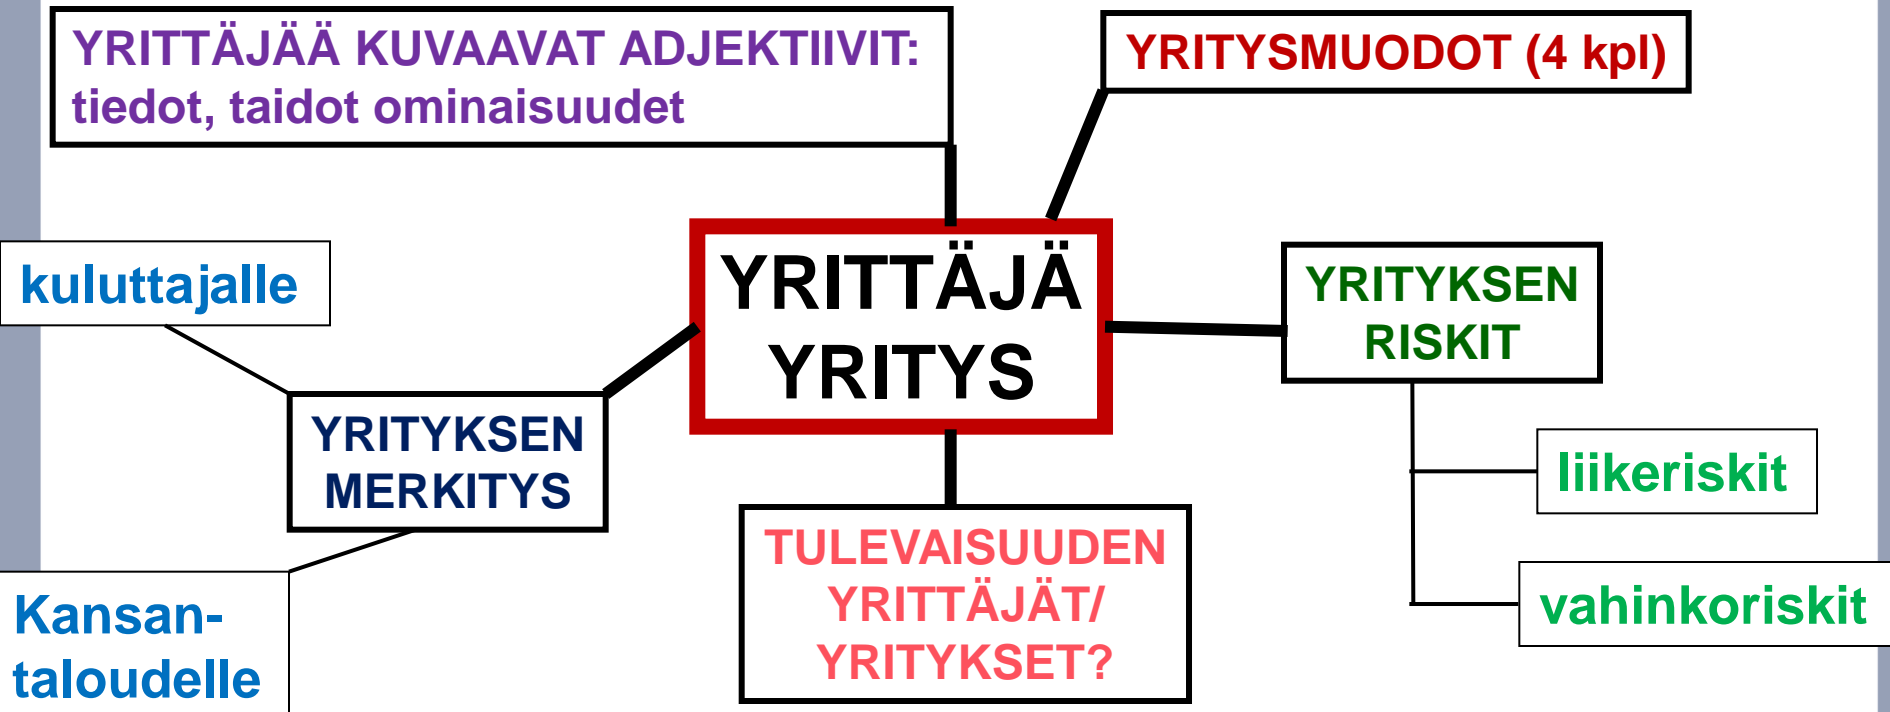 YRITTÄJÄÄ KUVAAVAT ADJEKTIIVIT:
tiedot, taidot ominaisuudet
YRITYSMUODOT (4 kpl)
YRITTÄJÄ
YRITYS
kuluttajalle
YRITYKSEN
MERKITYS
Kansan-
taloudelle
YRITYKSEN
RISKIT
liikeriskit
vahinkoriskit
TULEVAISUUDEN
YRITTÄJÄT/
YRITYKSET?